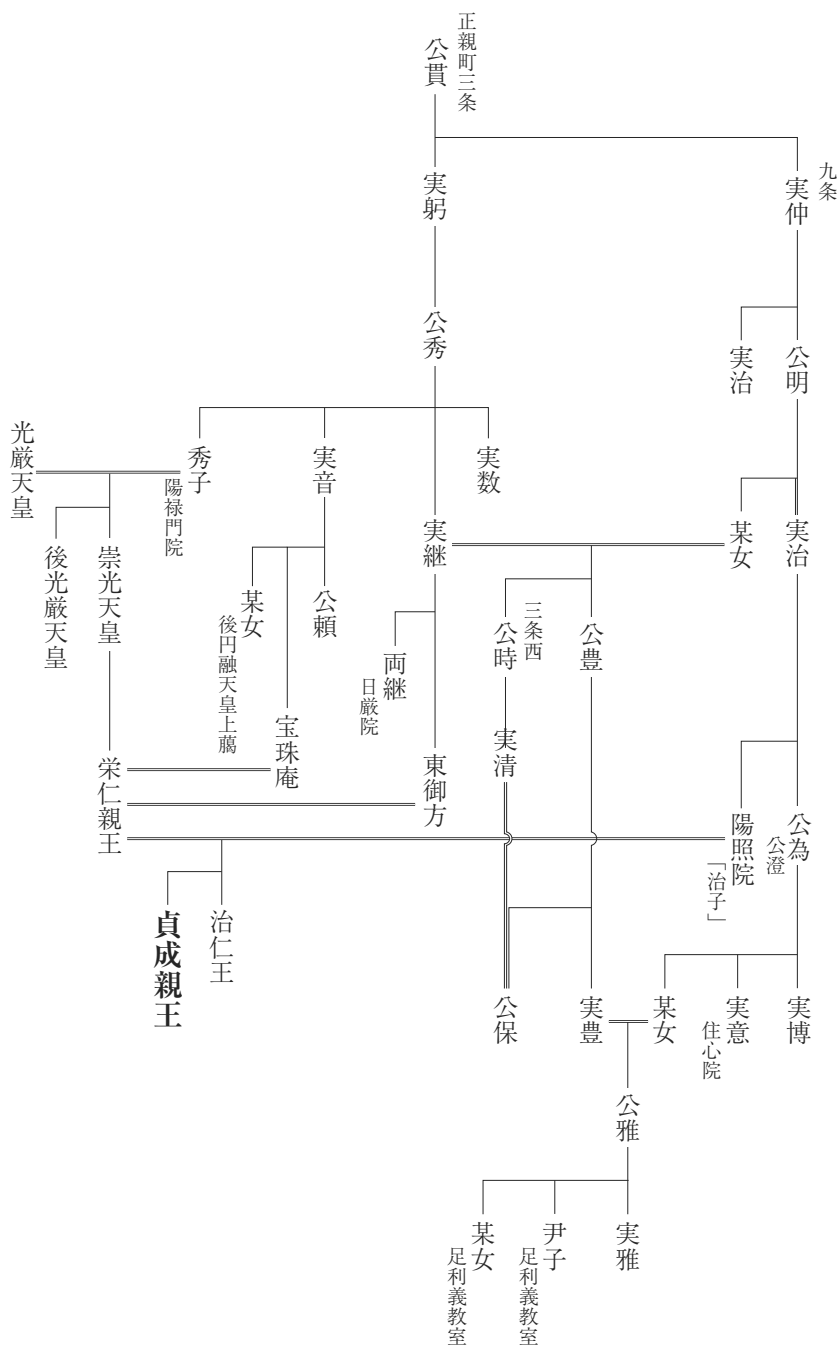 正親町三条
公貫
九条
実仲
実躬
公秀
公明
実治
実数
実継
実音
秀子
陽禄門院
光厳天皇
実治
某女
崇光天皇
後光厳天皇
公頼
宝珠庵
某女
後円融天皇上﨟
東御方
両継
日厳院
公豊
公時
三条西
実清
栄仁親王
公為
公澄
陽照院
「治子」
治仁王
貞成親王
実博
実意
住心院
某女
実豊
公保
公雅
実雅
尹子
足利義教室
某女
足利義教室